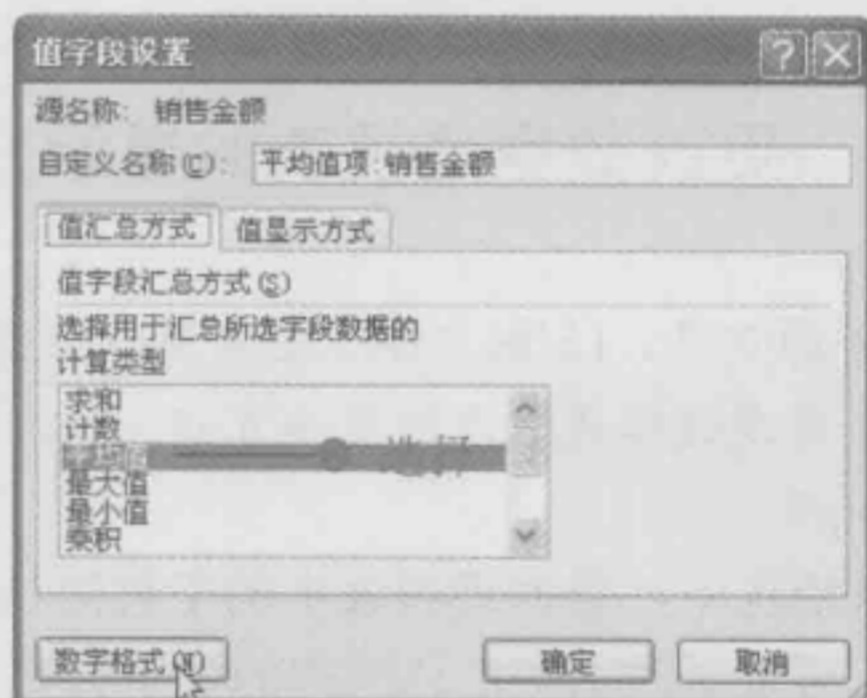 值字段设置
源名称: 销售金额
自定义名称(C): 平均值项:销售金额
值汇总方式 值显示方式
值字段汇总方式(S)
选择用于汇总所选字段数据的
计算类型
求和
计数
平均值
最大值
最小值
乘积
数字格式(N) 确定 取消